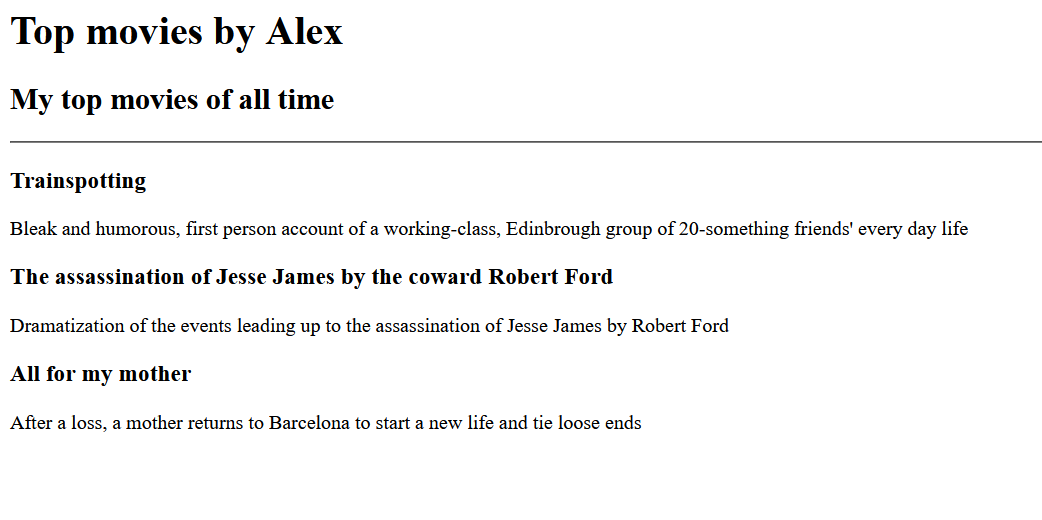 Top movies by Alex
My top movies of all time
Trainspotting
Bleak and humorous, first person account of a working-class, Edinbrough group of 20-something friends' every day life
The assassination of Jesse James by the coward Robert Ford
Dramatization of the events leading up to the assassination of Jesse James by Robert Ford
All for my mother
After a loss, a mother returns to Barcelona to start a new life and tie loose ends